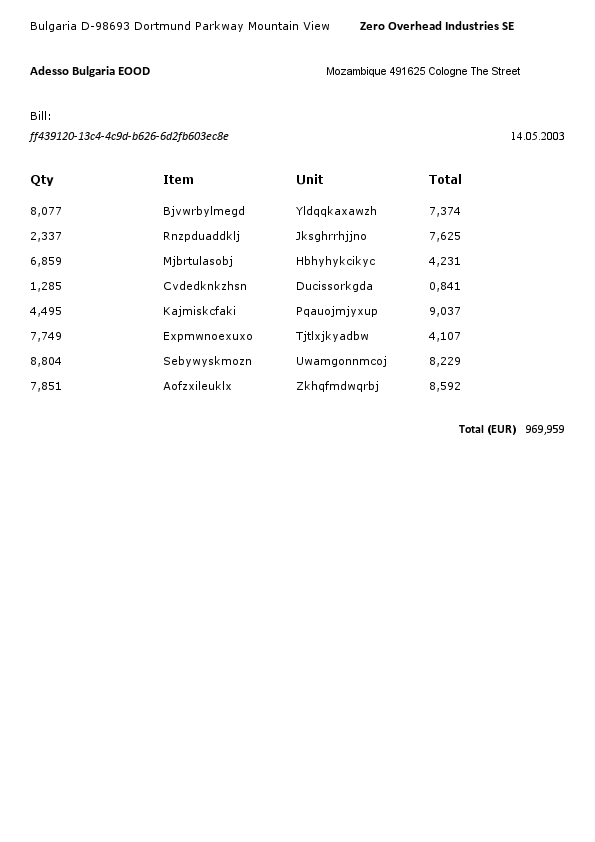 Bulgaria D-98693 Dortmund Parkway Mountain View Zero Overhead Industries SE
Adesso Bulgaria EOOD Mozambique 491625 Cologne The Street
Bill:
ff439120-13c4-4c9d-b626-6d2fb603ec8e 14.05.2003
Qty Item Unit Total
8,077 Bjvwrbylmegd Yldqqkaxawzh 7,374
2,337 Rnzpduaddklj Jksghrrhjjno 7,625
6,859 Mjbrtulasobj Hbhyhykcikyc 4,231
1,285 Cvdedknkzhsn Ducissorkgda 0,841
4,495 Kajmiskcfaki Pqauojmjyxup 9,037
7,749 Expmwnoexuxo Tjtlxjkyadbw 4,107
8,804 Sebywyskmozn Uwamgonnmcoj 8,229
7,851 Aofzxileuklx Zkhqfmdwqrbj 8,592
Total (EUR) 969,959